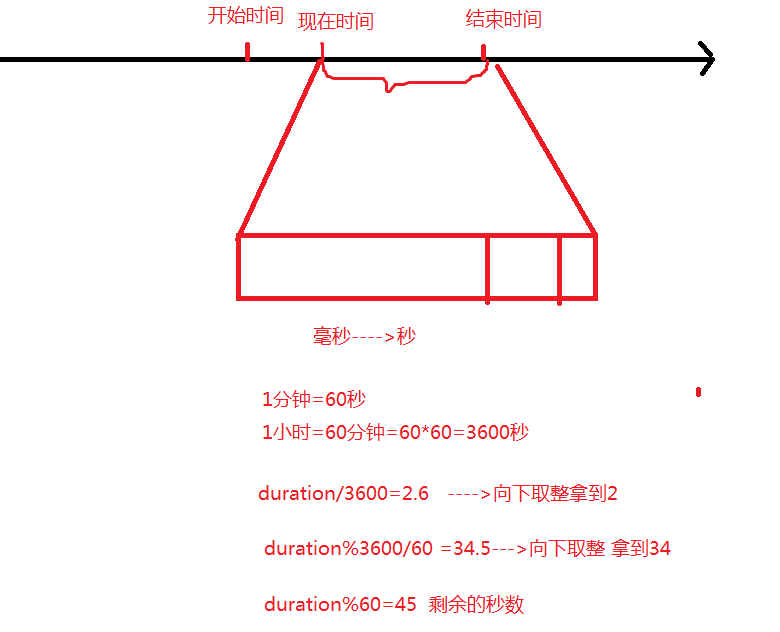 开始时间 现在时间 结束时间
毫秒---->秒
1分钟=60秒
1小时=60分钟=60*60=3600秒
duration/3600=2.6 ---->向下取整拿到2
duration%3600/60 =34.5--->向下取整 拿到34
duration%60=45 剩余的秒数